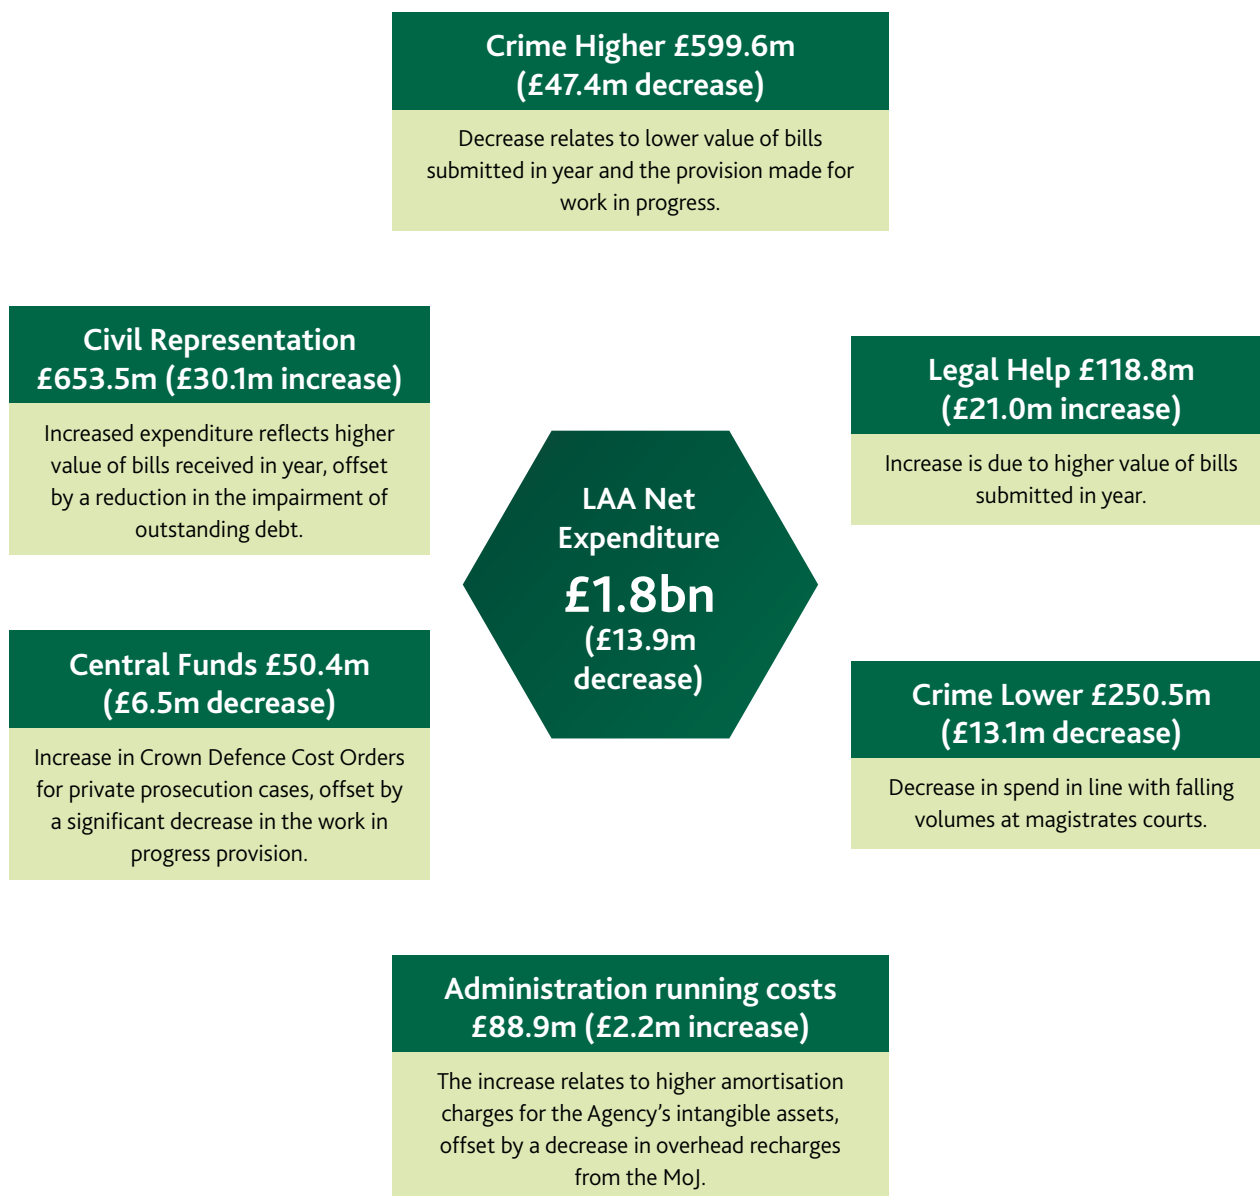 Crime Higher £599.6m
(£47.4m decrease)
Decrease relates to lower value of bills
submitted in year and the provision made for
work in progress.
Civil Representation
£653.5m (£30.1m increase)
Increased expenditure reflects higher
value of bills received in year, offset
by a reduction in the impairment of
outstanding debt.
Legal Help £118.8m
(£21.0m increase)
Increase is due to higher value of bills
submitted in year.
LAA Net
Expenditure
£1.8bn
(£13.9m
decrease)
Central Funds £50.4m
(£6.5m decrease)
Increase in Crown Defence Cost Orders
for private prosecution cases, offset by
a significant decrease in the work in
progress provision.
Crime Lower £250.5m
(£13.1m decrease)
Decrease in spend in line with falling
volumes at magistrates courts.
Administration running costs
£88.9m (£2.2m increase)
The increase relates to higher amortisation
charges for the Agency’s intangible assets,
offset by a decrease in overhead recharges
from the MoJ.